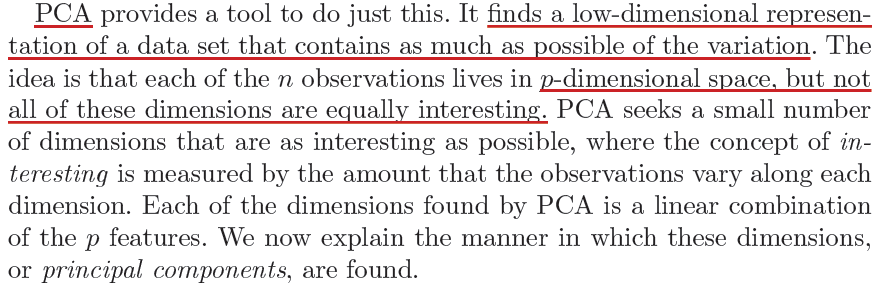 PCA provides a tool to do just this. It finds a low-dimensional represen-
tation of a data set that contains as much as possible of the variation. The
idea is that each of the n observations lives in p-dimensional space, but not
all of these dimensions are equally interesting. PCA seeks a small number
of dimensions that are as interesting as possible, where the concept of in-
teresting is measured by the amount that the observations vary along each
dimension. Each of the dimensions found by PCA is a linear combination
of the p features. We now explain the manner in which these dimensions,
or principal components, are found.